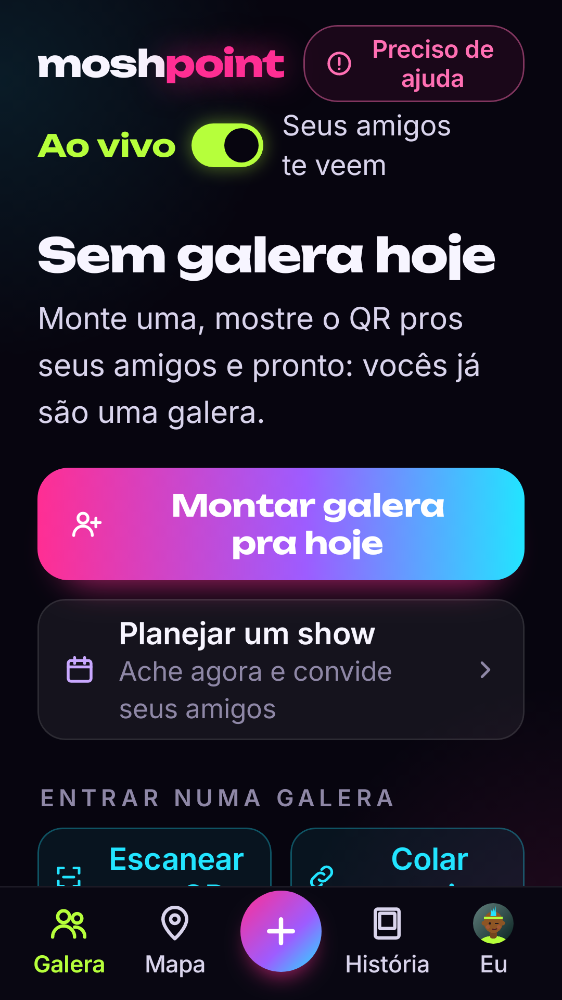 moshpoint
Preciso de
ajuda
Ao vivo
Seus amigos
te veem
Sem galera hoje
Monte uma, mostre o QR pros
seus amigos e pronto: vocês já
são uma galera.
Montar galera
pra hoje
Planejar um show
Ache agora e convide
seus amigos
ENTRAR NUMA GALERA
Escanear
Colar
Galera
Mapa
História
Eu